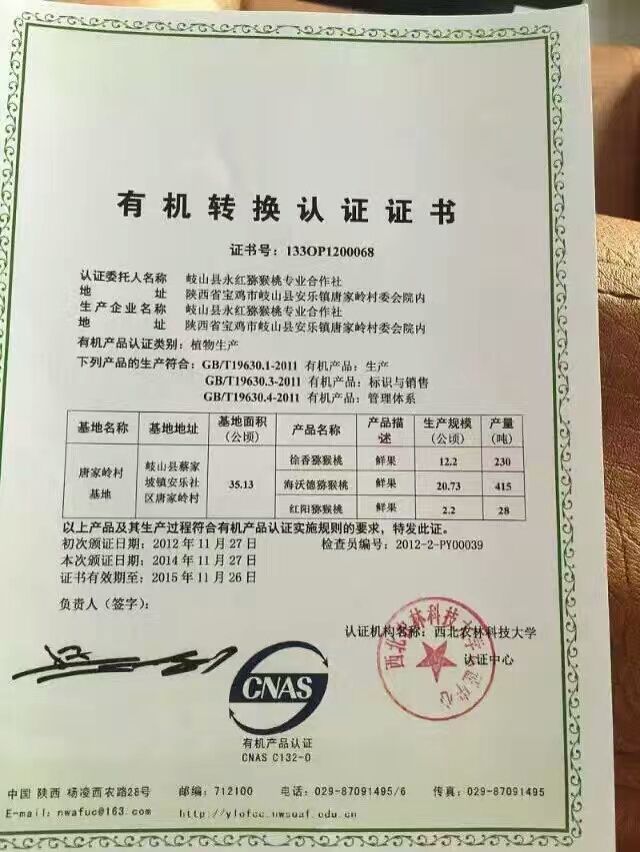 有机转换认证证书
证书号：133OP1200068
认证委托人名称 岐山县永红猕猴桃专业合作社
地 址 陕西省宝鸡市岐山县安乐镇唐家岭村委会院内
生产企业名称 岐山县永红猕猴桃专业合作社
地 址 陕西省宝鸡市岐山县安乐镇唐家岭村委会院内
有机产品认证类别：植物生产
下列产品的生产符合：GB/T19630.1-2011 有机产品：生产
GB/T19630.3-2011 有机产品：标识与销售
GB/T19630.4-2011 有机产品：管理体系
基地名称 基地地址 基地面积（公顷） 产品名称 产品描述 生产规模（公顷） 产量（吨）
唐家岭村基地 岐山县蔡家坡镇安乐社区唐家岭村 35.13 徐香猕猴桃 鲜果 12.2 230
海沃德猕猴桃 鲜果 20.73 415
红阳猕猴桃 鲜果 2.2 28
以上产品及其生产过程符合有机产品认证实施规则的要求，特发此证。
初次颁证日期：2012 年 11 月 27 日 检查员编号：2012-2-PY00039
本次颁证日期：2014 年 11 月 27 日
证书有效期至：2015 年 11 月 26 日
负责人（签字）：
认证机构名称：西北农林科技大学
认证中心
西北农林科技大学认证中心
CNAS
有机产品认证
CNAS C132-O
中国 陕西 杨凌西农路28号 邮编：712100 电话：029-87091495/6 传真：029-87091495
E-mail：nwafuc@163.com